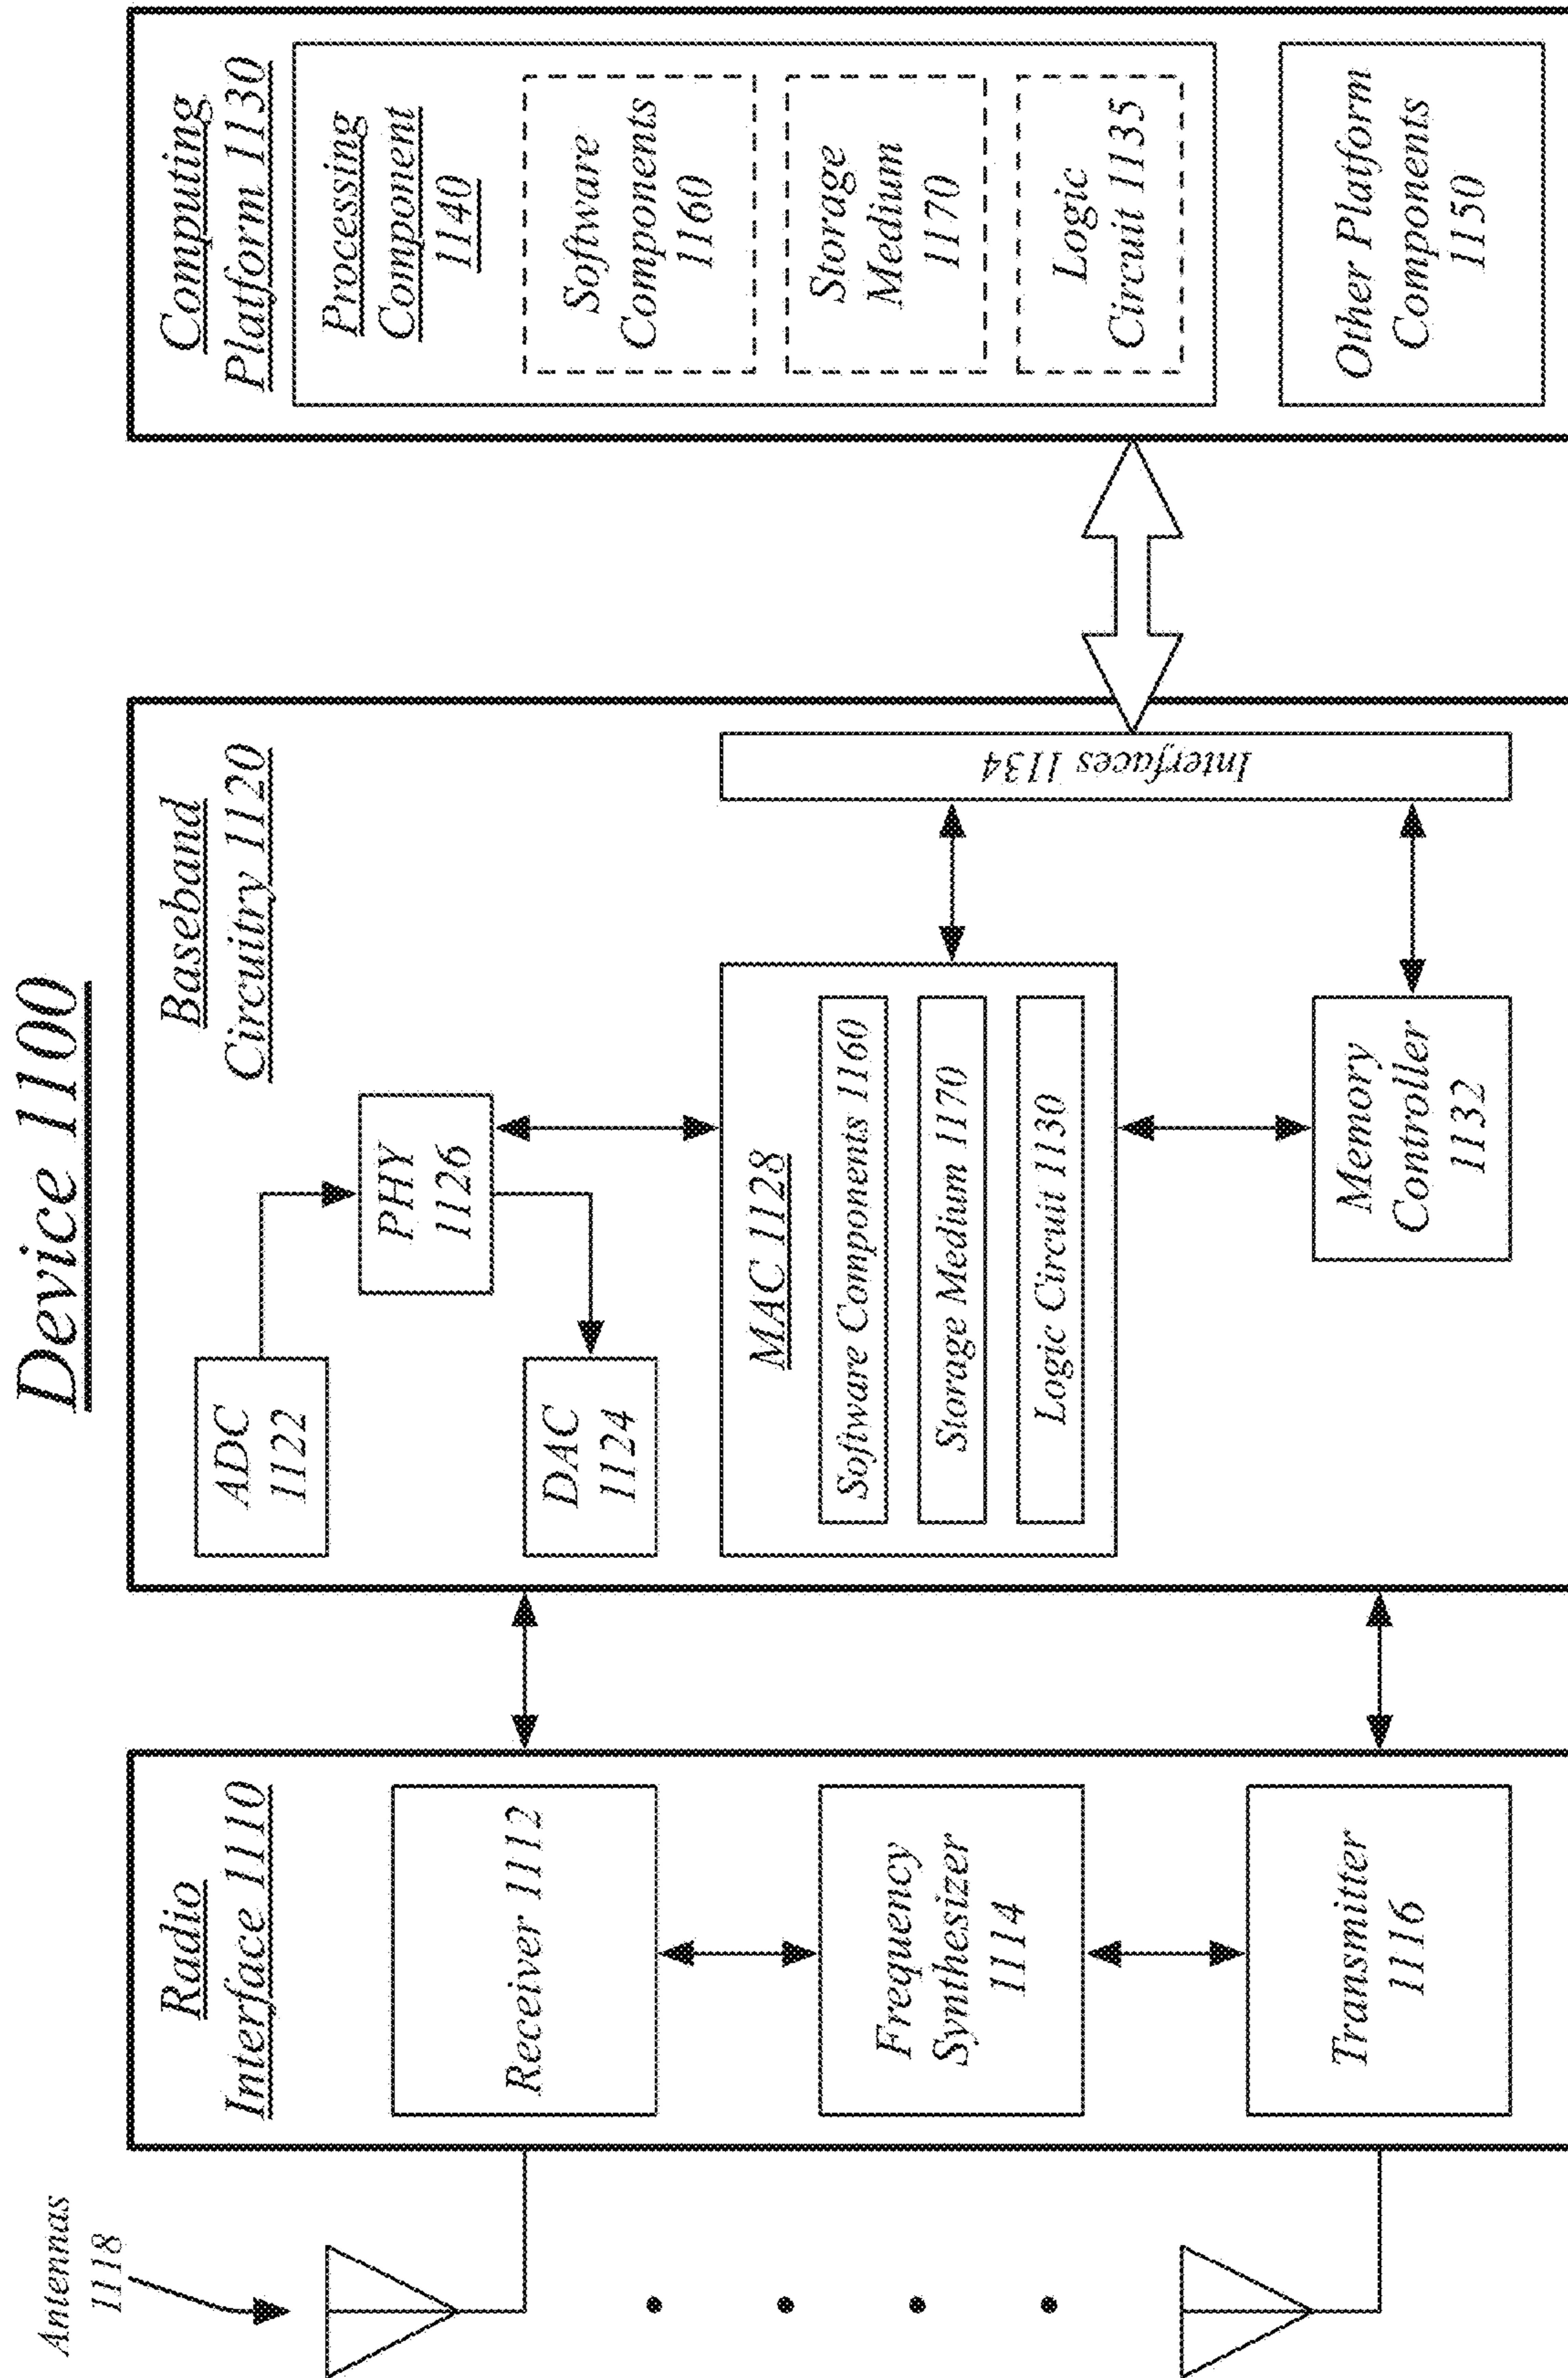 Device 1100
Antennas
1118
Radio
Interface 1110
Receiver 1112
Frequency
Synthesizer
1114
Transmitter
1116
Baseband
Circuitry 1120
ADC
1122
PHY
1126
DAC
1124
MAC 1128
Software Components 1160
Storage Medium 1170
Logic Circuit 1130
Memory
Controller
1132
Interfaces 1134
Computing
Platform 1130
Processing
Component
1140
Software
Components
1160
Storage
Medium
1170
Logic
Circuit 1135
Other Platform
Components
1150